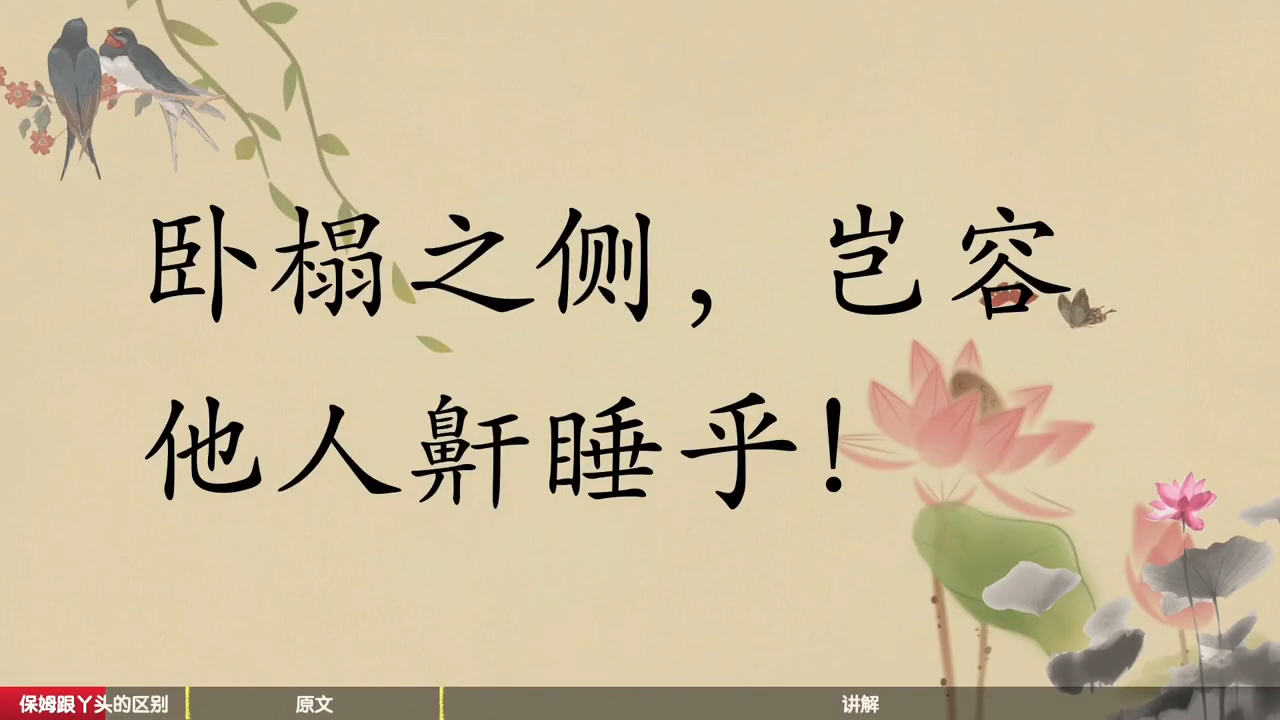 卧榻之侧，岂容
他人鼾睡乎！
保姆跟丫头的区别
原文
讲解